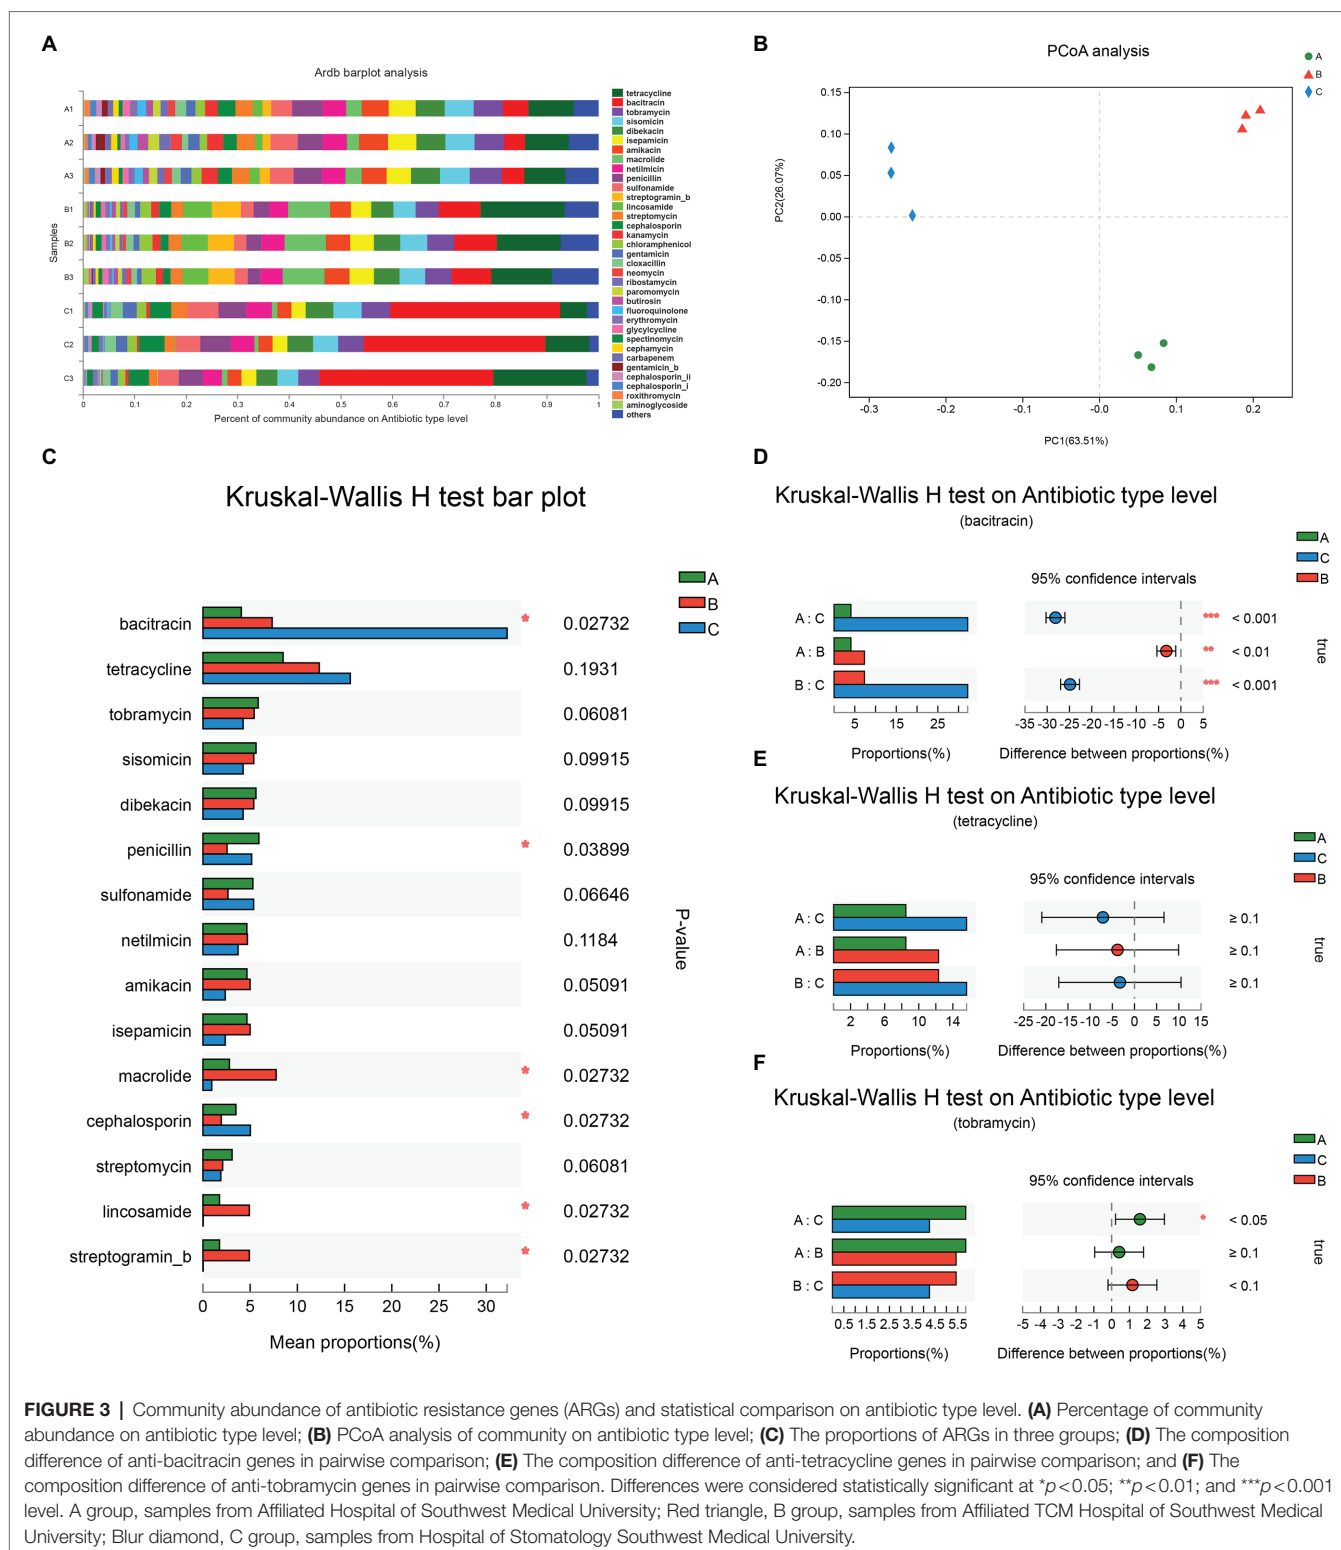 A
Ardb barplot analysis
Samples
A1
A2
A3
B1
B2
B3
C1
C2
C3
0 0.1 0.2 0.3 0.4 0.5 0.6 0.7 0.8 0.9 1
Percent of community abundance on Antibiotic type level
tetracycline
bacitracin
tobramycin
sisomicin
dibekacin
isepamicin
amikacin
macrolide
netilmicin
penicillin
sulfonamide
streptogramin_b
lincosamide
streptomycin
cephalosporin
kanamycin
chloramphenicol
gentamicin
cloxacillin
neomycin
ribostamycin
paromomycin
butirosin
fluoroquinolone
erythromycin
glycylcycline
spectinomycin
cephamycin
carbapenem
gentamicin_b
cephalosporin_ii
cephalosporin_i
roxithromycin
aminoglycoside
others
B
PCoA analysis
A
B
C
PC2(26.07%)
0.15
0.10
0.05
0.00
-0.05
-0.10
-0.15
-0.20
-0.3 -0.2 -0.1 -0.0 0.1 0.2
PC1(63.51%)
C
Kruskal-Wallis H test bar plot
A
B
C
bacitracin * 0.02732
tetracycline 0.1931
tobramycin 0.06081
sisomicin 0.09915
dibekacin 0.09915
penicillin * 0.03899
sulfonamide 0.06646
netilmicin 0.1184
amikacin 0.05091
isepamicin 0.05091
macrolide * 0.02732
cephalosporin * 0.02732
streptomycin 0.06081
lincosamide * 0.02732
streptogramin_b * 0.02732
P-value
0 5 10 15 20 25 30
Mean proportions(%)
D
Kruskal-Wallis H test on Antibiotic type level
(bacitracin)
A
C
B
95% confidence intervals
A : C *** < 0.001
A : B ** < 0.01
B : C *** < 0.001
true
5 15 25 -35 -30 -25 -20 -15 -10 -5 0 5
Proportions(%) Difference between proportions(%)
E
Kruskal-Wallis H test on Antibiotic type level
(tetracycline)
A
C
B
95% confidence intervals
A : C ≥ 0.1
A : B ≥ 0.1
B : C ≥ 0.1
true
2 6 10 14 -25 -20 -15 -10 -5 0 5 10 15
Proportions(%) Difference between proportions(%)
F
Kruskal-Wallis H test on Antibiotic type level
(tobramycin)
A
C
B
95% confidence intervals
A : C * < 0.05
A : B ≥ 0.1
B : C < 0.1
true
0.5 1.5 2.5 3.5 4.5 5.5 -5 -4 -3 -2 -1 0 1 2 3 4 5
Proportions(%) Difference between proportions(%)
FIGURE 3 | Community abundance of antibiotic resistance genes (ARGs) and statistical comparison on antibiotic type level. (A) Percentage of community
abundance on antibiotic type level; (B) PCoA analysis of community on antibiotic type level; (C) The proportions of ARGs in three groups; (D) The composition
difference of anti-bacitracin genes in pairwise comparison; (E) The composition difference of anti-tetracycline genes in pairwise comparison; and (F) The
composition difference of anti-tobramycin genes in pairwise comparison. Differences were considered statistically significant at *p<0.05; **p<0.01; and ***p<0.001
level. A group, samples from Affiliated Hospital of Southwest Medical University; Red triangle, B group, samples from Affiliated TCM Hospital of Southwest Medical
University; Blur diamond, C group, samples from Hospital of Stomatology Southwest Medical University.